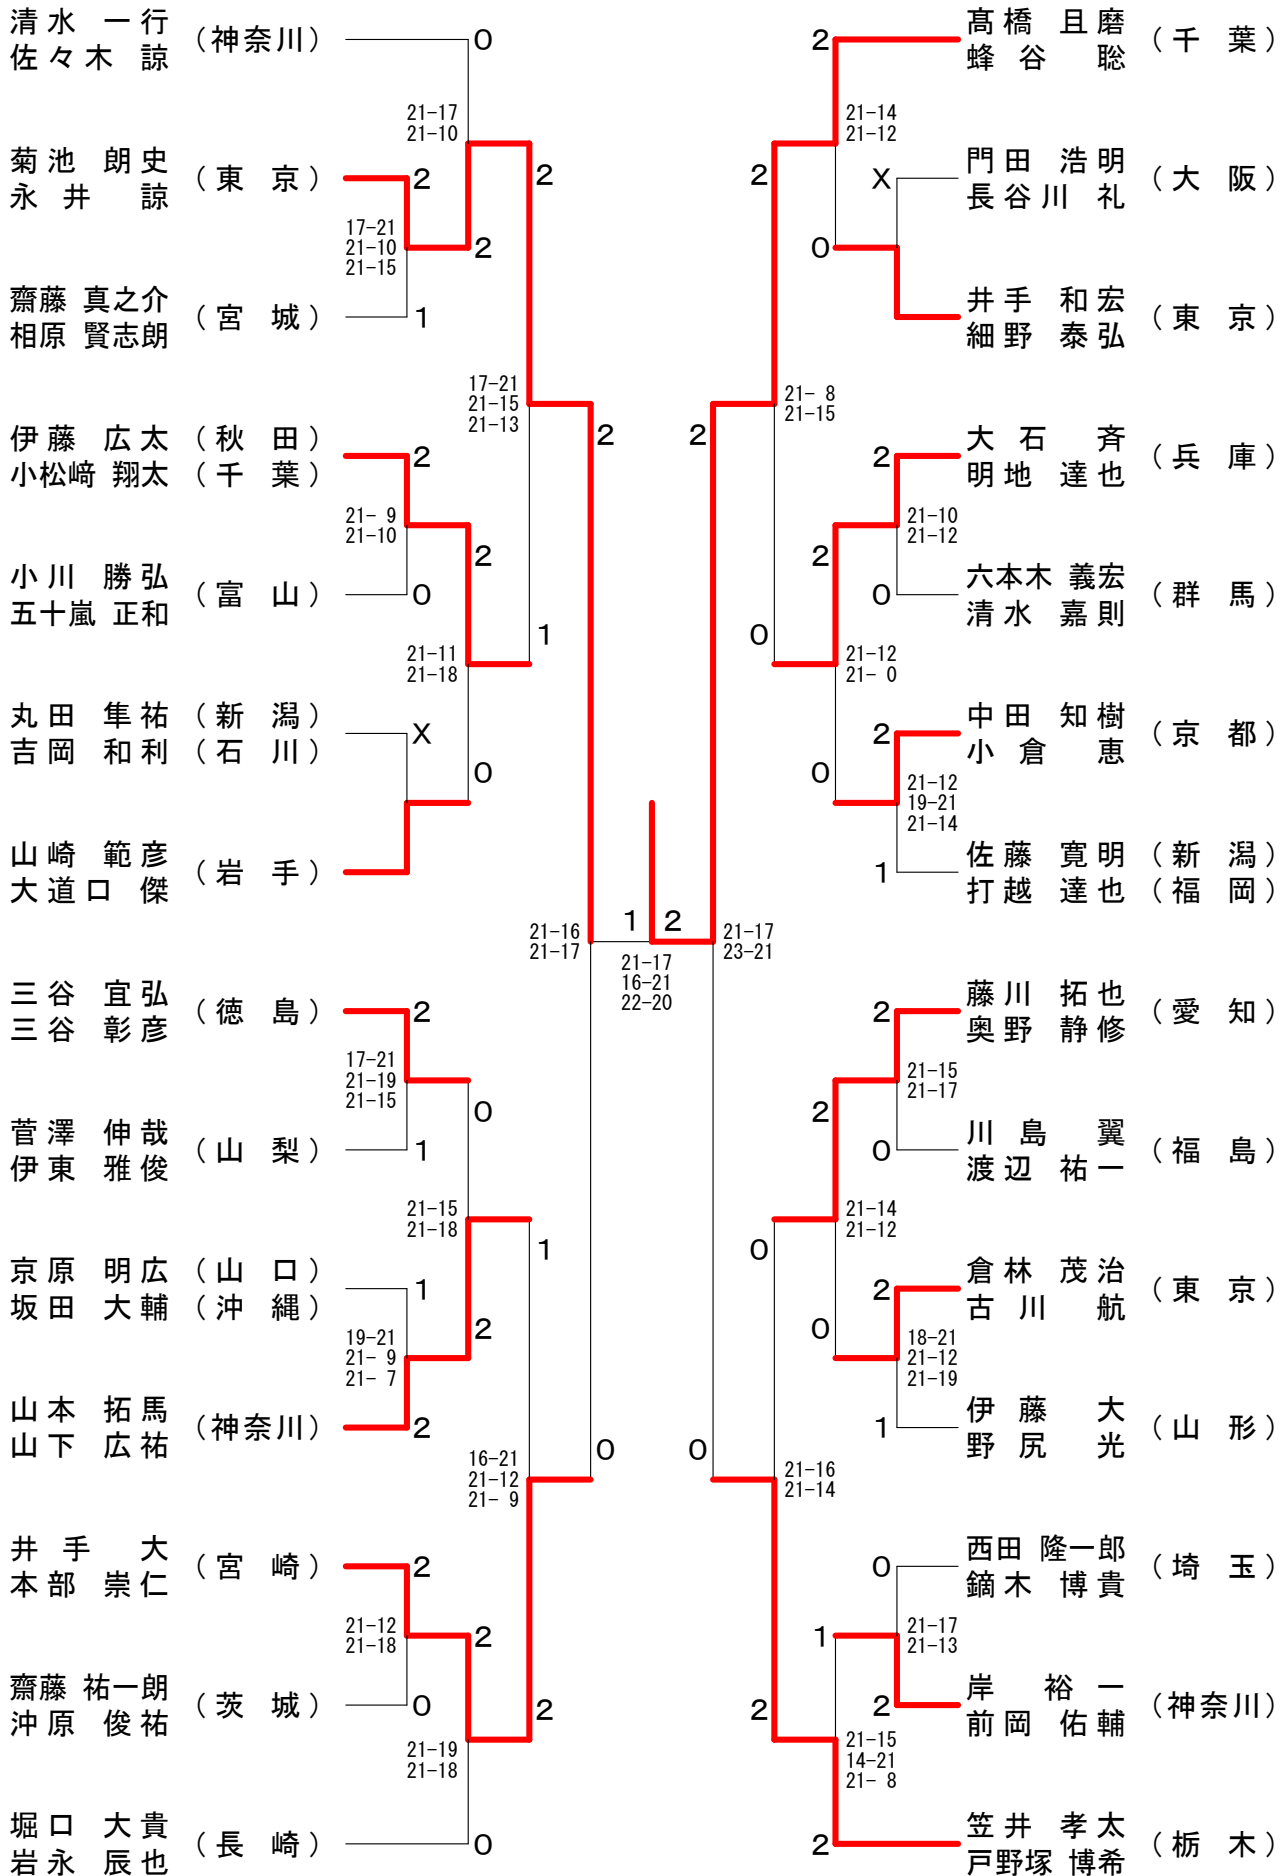 清水 一行
佐々木 諒
(神奈川)
0
21-17
21-10
菊池 朗史
永井 諒
(東 京)
2
2
17-21
21-10
21-15
2
齋藤 真之介
相原 賢志朗
(宮 城)
1
17-21
21-15
21-13
2
伊藤 広太 (秋 田)
小松﨑 翔太 (千 葉)
2
21- 9
21-10
2
小川 勝弘
五十嵐 正和
(富 山)
0
1
21-11
21-18
丸田 隼祐 (新 潟)
吉岡 和利 (石 川)
X
0
山崎 範彦
大道口 傑
(岩 手)
21-16
21-17
1
2
21-17
16-21
22-20
三谷 宜弘
三谷 彰彦
(徳 島)
2
17-21
21-19
21-15
0
菅澤 伸哉
伊東 雅俊
(山 梨)
1
21-15
21-18
1
京原 明広 (山 口)
坂田 大輔 (沖 縄)
1
19-21
21- 9
21- 7
2
山本 拓馬
山下 広祐
(神奈川)
2
16-21
21-12
21- 9
0
井手 大
本部 崇仁
(宮 崎)
2
21-12
21-18
2
齋藤 祐一朗
沖原 俊祐
(茨 城)
0
2
21-19
21-18
堀口 大貴
岩永 辰也
(長 崎)
0
2
髙橋 且磨
蜂谷 聡
(千 葉)
21-14
21-12
2
X
門田 浩明
長谷川 礼
(大 阪)
0
井手 和宏
細野 泰弘
(東 京)
2
21- 8
21-15
2
大石 斉
明地 達也
(兵 庫)
21-10
21-12
2
0
六本木 義宏
清水 嘉則
(群 馬)
0
21-12
21- 0
2
中田 知樹
小倉 恵
(京 都)
0
21-12
19-21
21-14
1
佐藤 寛明 (新 潟)
打越 達也 (福 岡)
21-17
23-21
2
藤川 拓也
奥野 静修
(愛 知)
21-15
21-17
2
0
川島 翼
渡辺 祐一
(福 島)
21-14
21-12
0
2
倉林 茂治
古川 航
(東 京)
0
18-21
21-12
21-19
1
伊藤 大
野尻 光
(山 形)
0
21-16
21-14
0
西田 隆一郎
鏑木 博貴
(埼 玉)
1
21-17
21-13
2
2
岸 裕一
前岡 佑輔
(神奈川)
21-15
14-21
21- 8
2
笠井 孝太
戸野塚 博希
(栃 木)